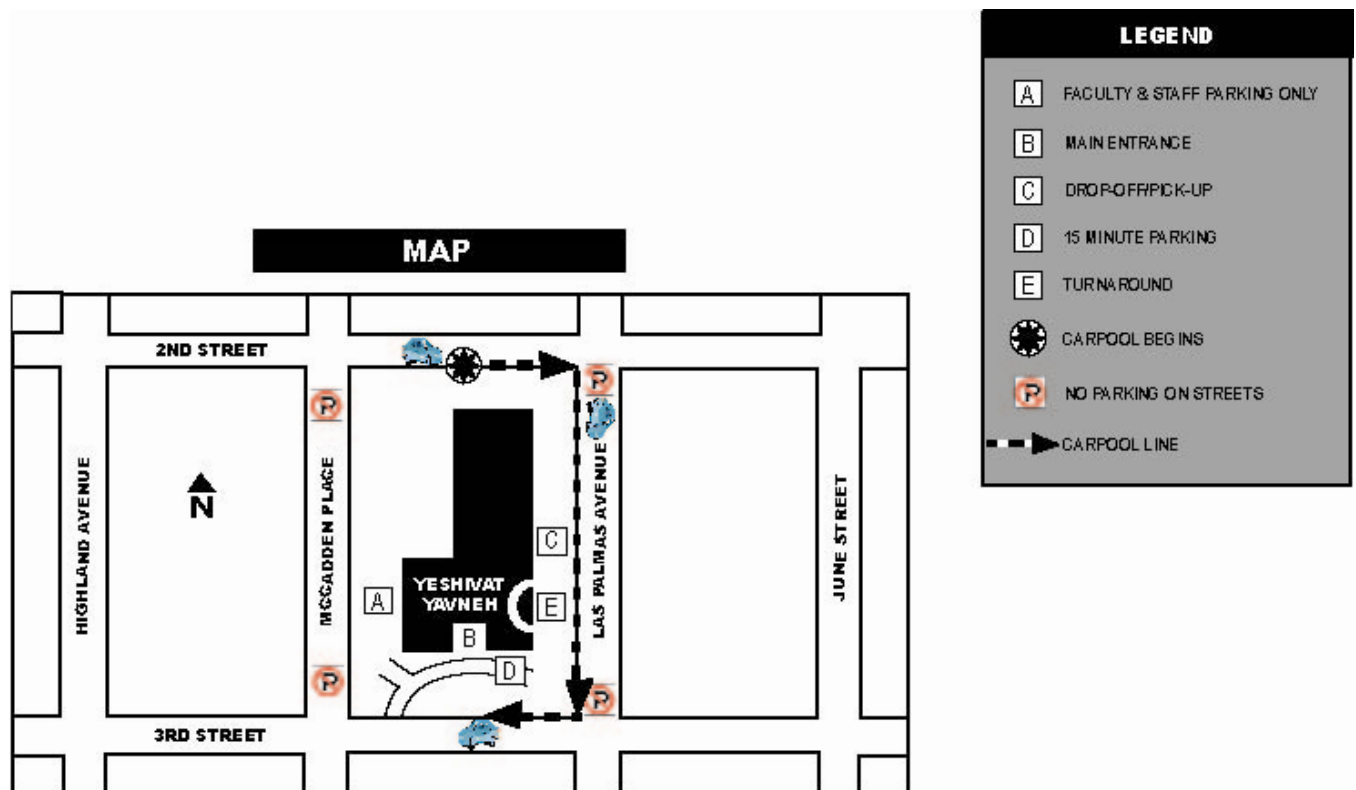 LEGEND
A FACULTY & STAFF PARKING ONLY
B MAIN ENTRANCE
C DROP-OFF/PICK-UP
D 15 MINUTE PARKING
E TURNAROUND
CARPOOL BEGINS
P NO PARKING ON STREETS
CARPOOL LINE
MAP
2ND STREET
P
P
HIGHLAND AVENUE
N
MCCADDEN PLACE
LAS PALMAS AVENUE
JUNE STREET
C
A
YESHIVAT
YAVNEH
E
B
D
P
P
3RD STREET